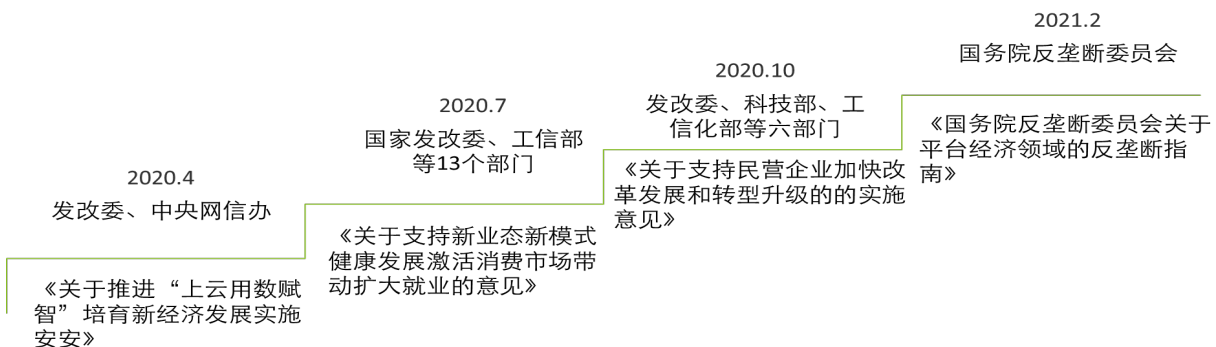 2020.4
发改委、中央网信办
《关于推进“上云用数赋
智”培育新经济发展实施
安安》
2020.7
国家发改委、工信部
等13个部门
《关于支持新业态新模式
健康发展激活消费市场带
动扩大就业的意见》
2020.10
发改委、科技部、工
信化部等六部门
《关于支持民营企业加快改
革发展和转型升级的的实施
意见》
2021.2
国务院反垄断委员会
《国务院反垄断委员会关于
平台经济领域的反垄断指
南》